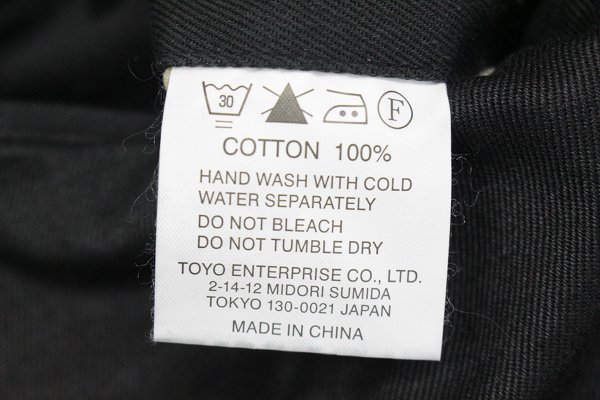 30 F
COTTON 100%
HAND WASH WITH COLD
WATER SEPARATELY
DO NOT BLEACH
DO NOT TUMBLE DRY
TOYO ENTERPRISE CO., LTD.
2-14-12 MIDORI SUMIDA
TOKYO 130-0021 JAPAN
MADE IN CHINA